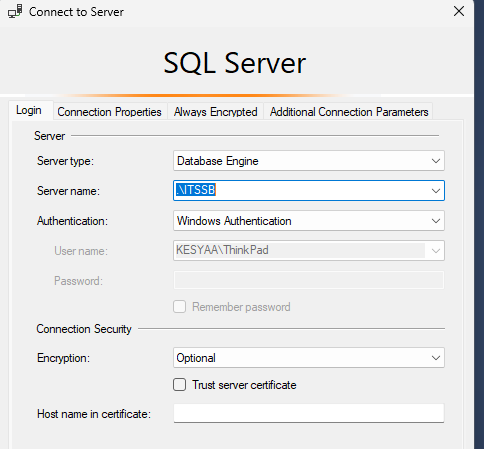 Connect to Server
SQL Server
Login Connection Properties Always Encrypted Additional Connection Parameters
Server
Server type: Database Engine
Server name: .\ITSSB
Authentication: Windows Authentication
User name: KESYAA\ThinkPad
Password:
Remember password
Connection Security
Encryption: Optional
Trust server certificate
Host name in certificate: